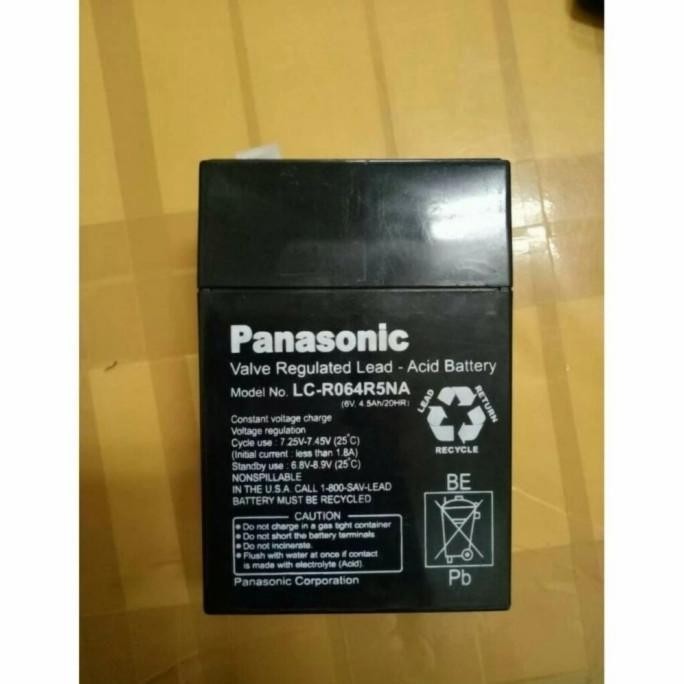 Panasonic
Valve Regulated Lead - Acid Battery
Model No. LC-R064R5NA
(6V, 4.5Ah/20HR)
Constant voltage charge
Voltage regulation
Cycle use : 7.25V-7.45V (25°C)
(Initial current : less than 1.8A)
Standby use : 6.8V-8.9V (25°C)
NONSPILLABLE
IN THE U.S.A. CALL 1-800-SAV-LEAD
BATTERY MUST BE RECYCLED
LEAD
RETURN
RECYCLE
CAUTION
• Do not charge in a gas tight container
• Do not short the battery terminals
• Do not incinerate.
• Flush with water at once if contact
is made with electrolyte (Acid).
Panasonic Corporation
BE
Pb